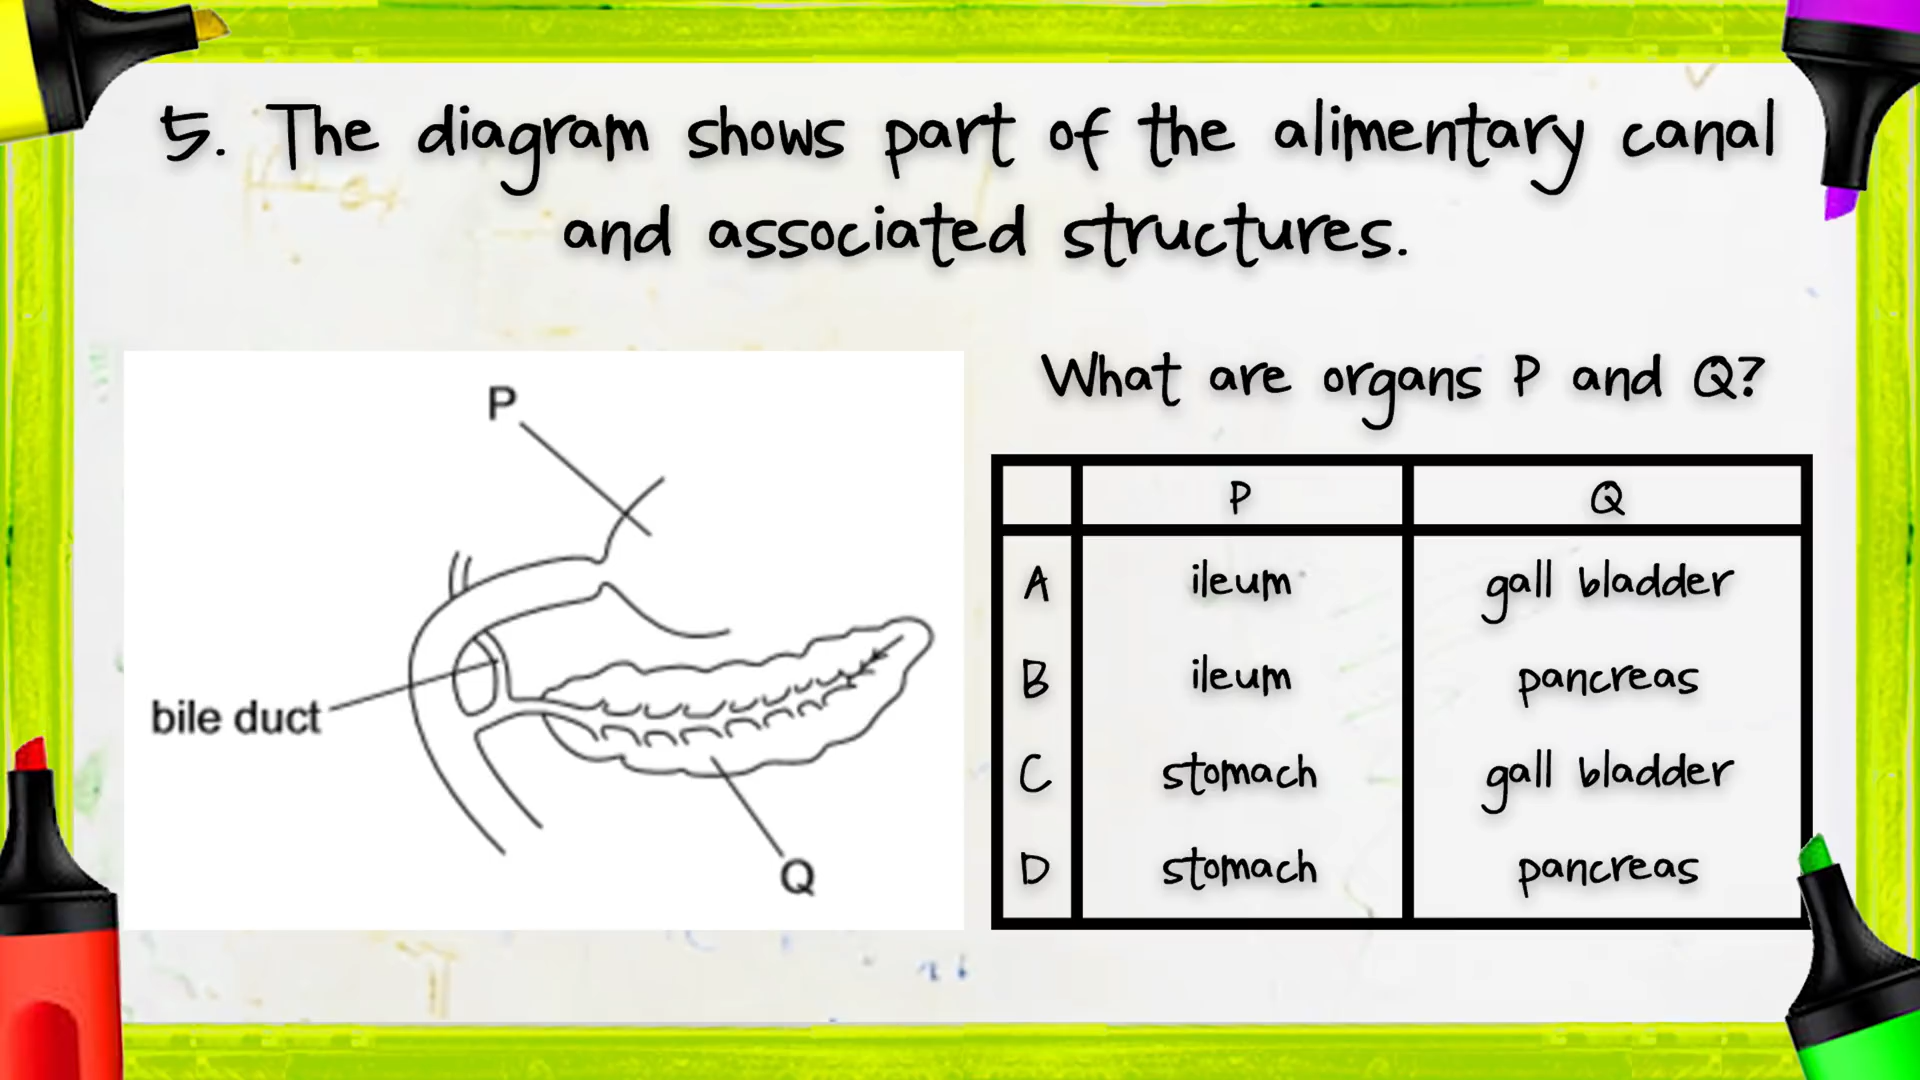 5. The diagram shows part of the alimentary canal
and associated structures.
P
bile duct
Q
What are organs P and Q?
P Q
A ileum gall bladder
B ileum pancreas
C stomach gall bladder
D stomach pancreas